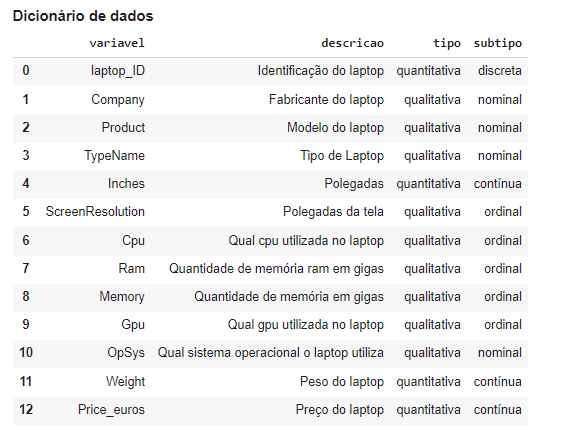 Dicionário de dados
variavel descricao tipo subtipo
0 laptop_ID Identificação do laptop quantitativa discreta
1 Company Fabricante do laptop qualitativa nominal
2 Product Modelo do laptop qualitativa nominal
3 TypeName Tipo de Laptop qualitativa nominal
4 Inches Polegadas quantitativa contínua
5 ScreenResolution Polegadas da tela qualitativa ordinal
6 Cpu Qual cpu utilizada no laptop qualitativa ordinal
7 Ram Quantidade de memória ram em gigas qualitativa ordinal
8 Memory Quantidade de memória em gigas qualitativa ordinal
9 Gpu Qual gpu utilizada no laptop qualitativa ordinal
10 OpSys Qual sistema operacional o laptop utiliza qualitativa nominal
11 Weight Peso do laptop quantitativa contínua
12 Price_euros Preço do laptop quantitativa contínua